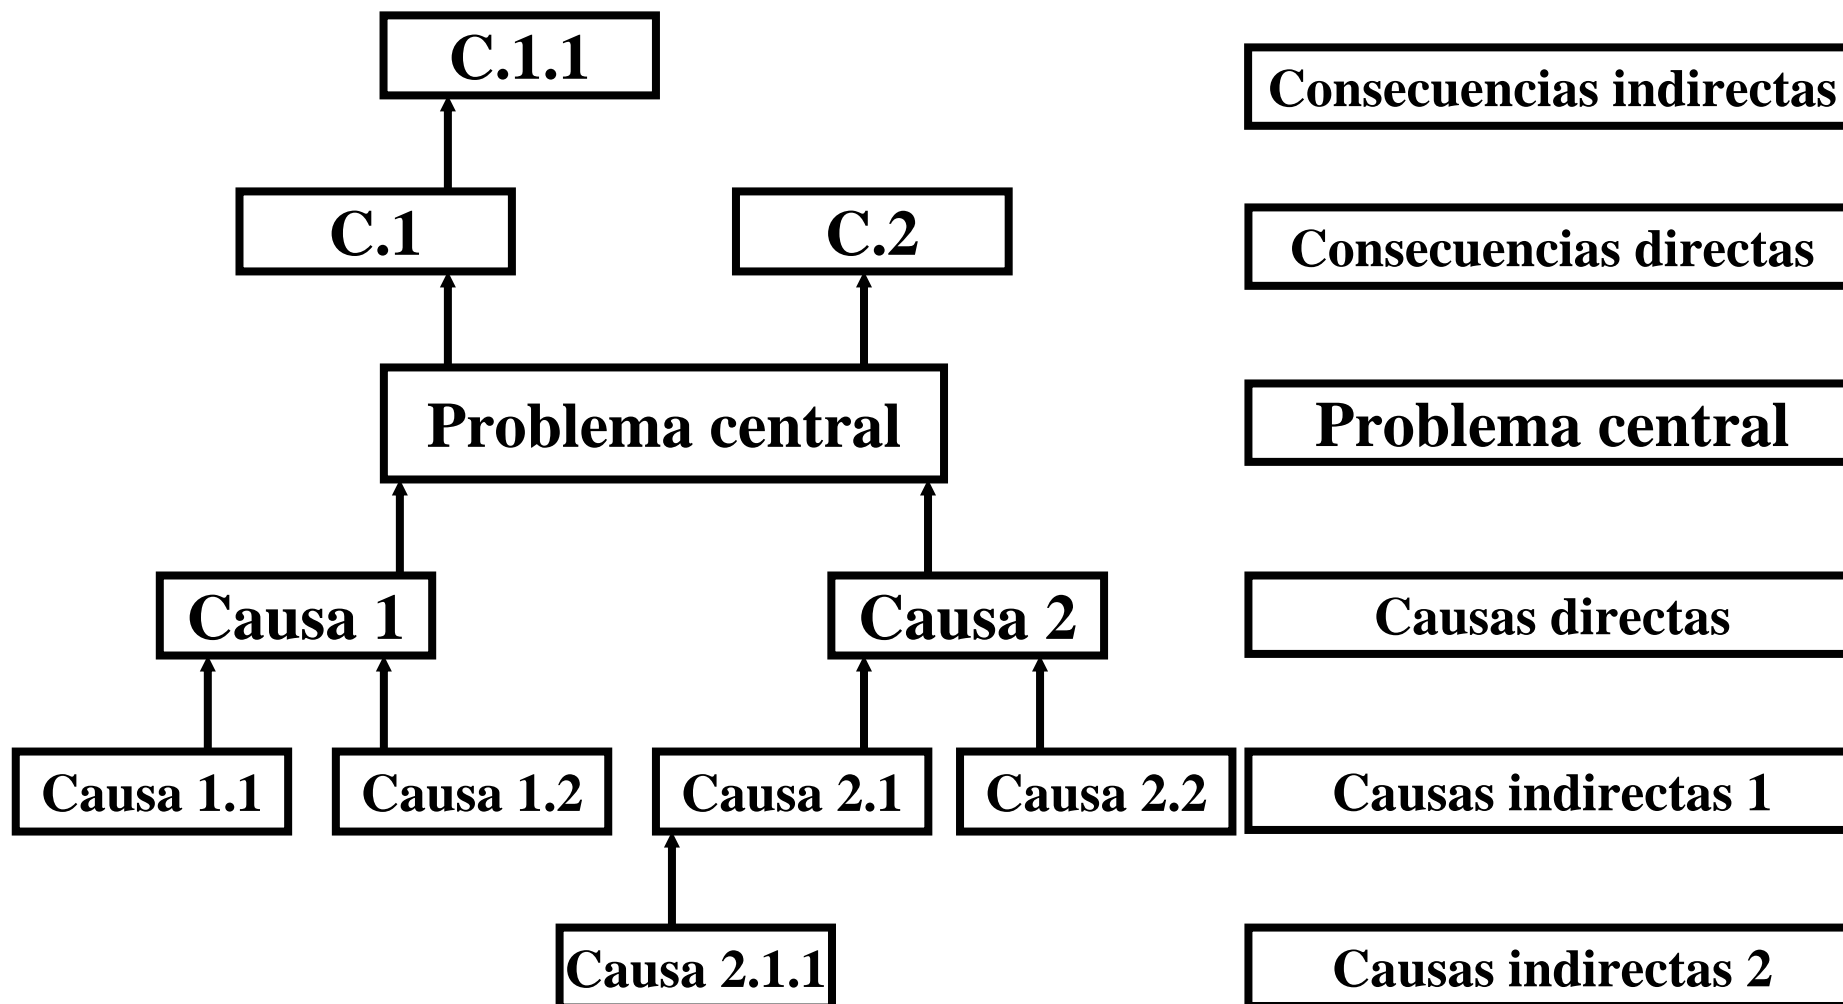 C.1.1
Consecuencias indirectas
C.1
C.2
Consecuencias directas
Problema central
Problema central
Causa 1
Causa 2
Causas directas
Causa 1.1
Causa 1.2
Causa 2.1
Causa 2.2
Causas indirectas 1
Causa 2.1.1
Causas indirectas 2